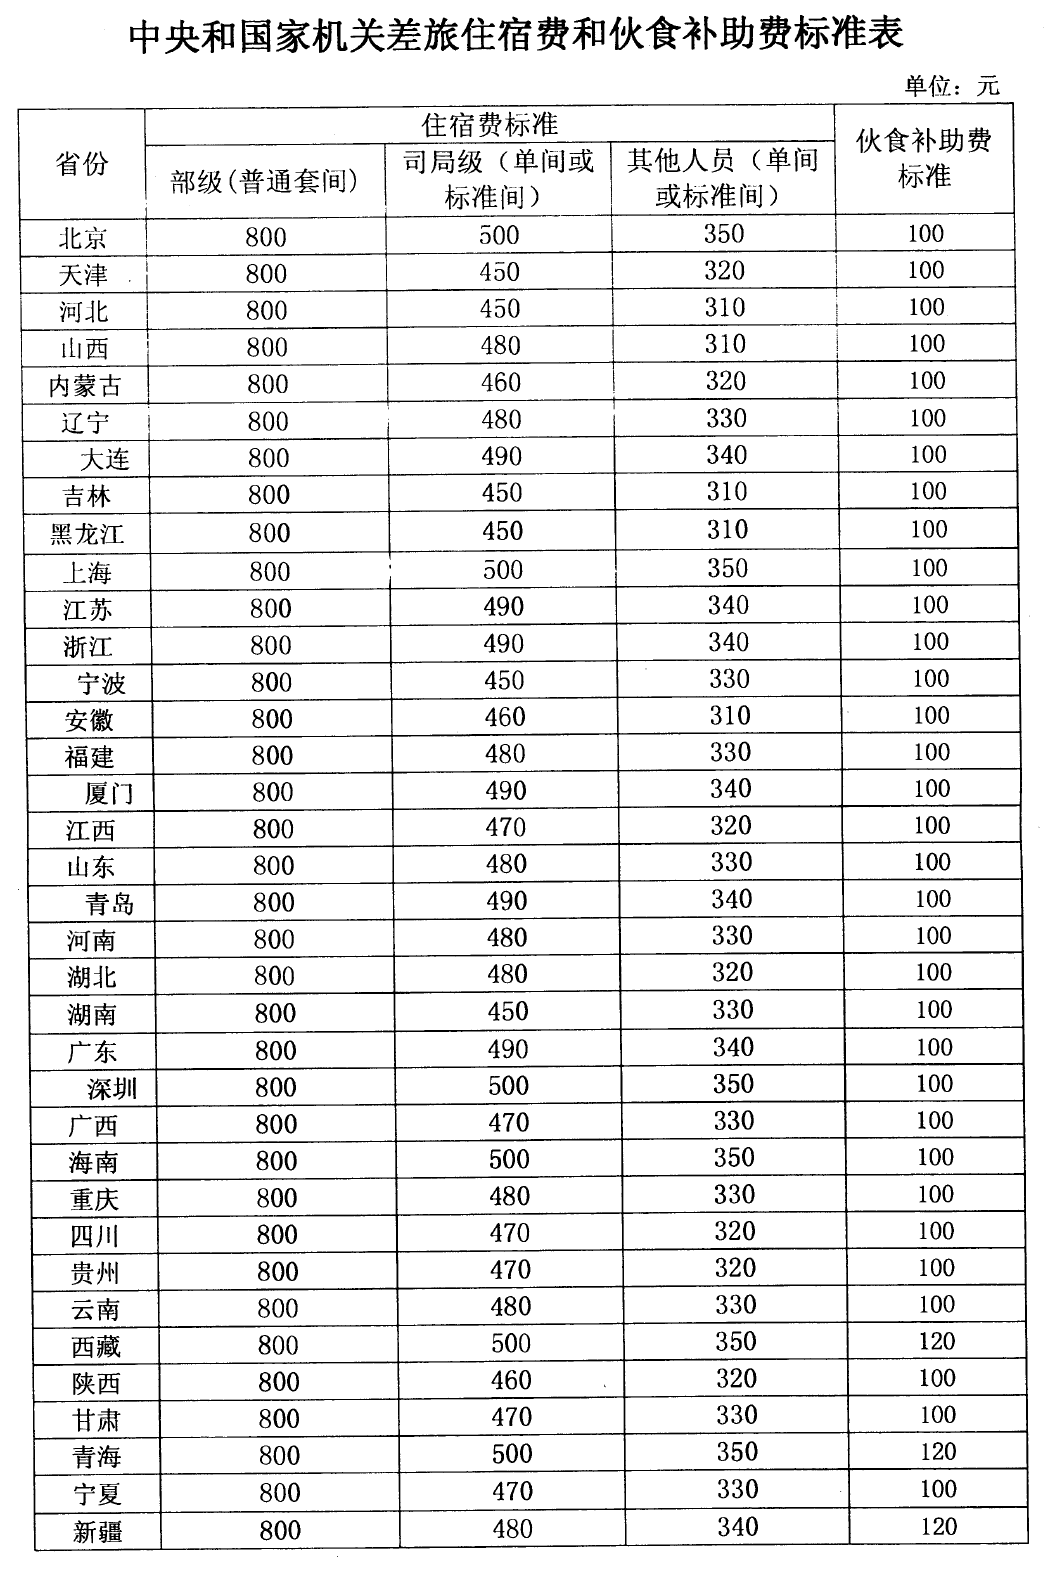 中央和国家机关差旅住宿费和伙食补助费标准表
单位：元
省份 住宿费标准 伙食补助费标准
部级(普通套间) 司局级（单间或标准间） 其他人员（单间或标准间）
北京 800 500 350 100
天津 800 450 320 100
河北 800 450 310 100
山西 800 480 310 100
内蒙古 800 460 320 100
辽宁 800 480 330 100
大连 800 490 340 100
吉林 800 450 310 100
黑龙江 800 450 310 100
上海 800 500 350 100
江苏 800 490 340 100
浙江 800 490 340 100
宁波 800 450 330 100
安徽 800 460 310 100
福建 800 480 330 100
厦门 800 490 340 100
江西 800 470 320 100
山东 800 480 330 100
青岛 800 490 340 100
河南 800 480 330 100
湖北 800 480 320 100
湖南 800 450 330 100
广东 800 490 340 100
深圳 800 500 350 100
广西 800 470 330 100
海南 800 500 350 100
重庆 800 480 330 100
四川 800 470 320 100
贵州 800 470 320 100
云南 800 480 330 100
西藏 800 500 350 120
陕西 800 460 320 100
甘肃 800 470 330 100
青海 800 500 350 120
宁夏 800 470 330 100
新疆 800 480 340 120